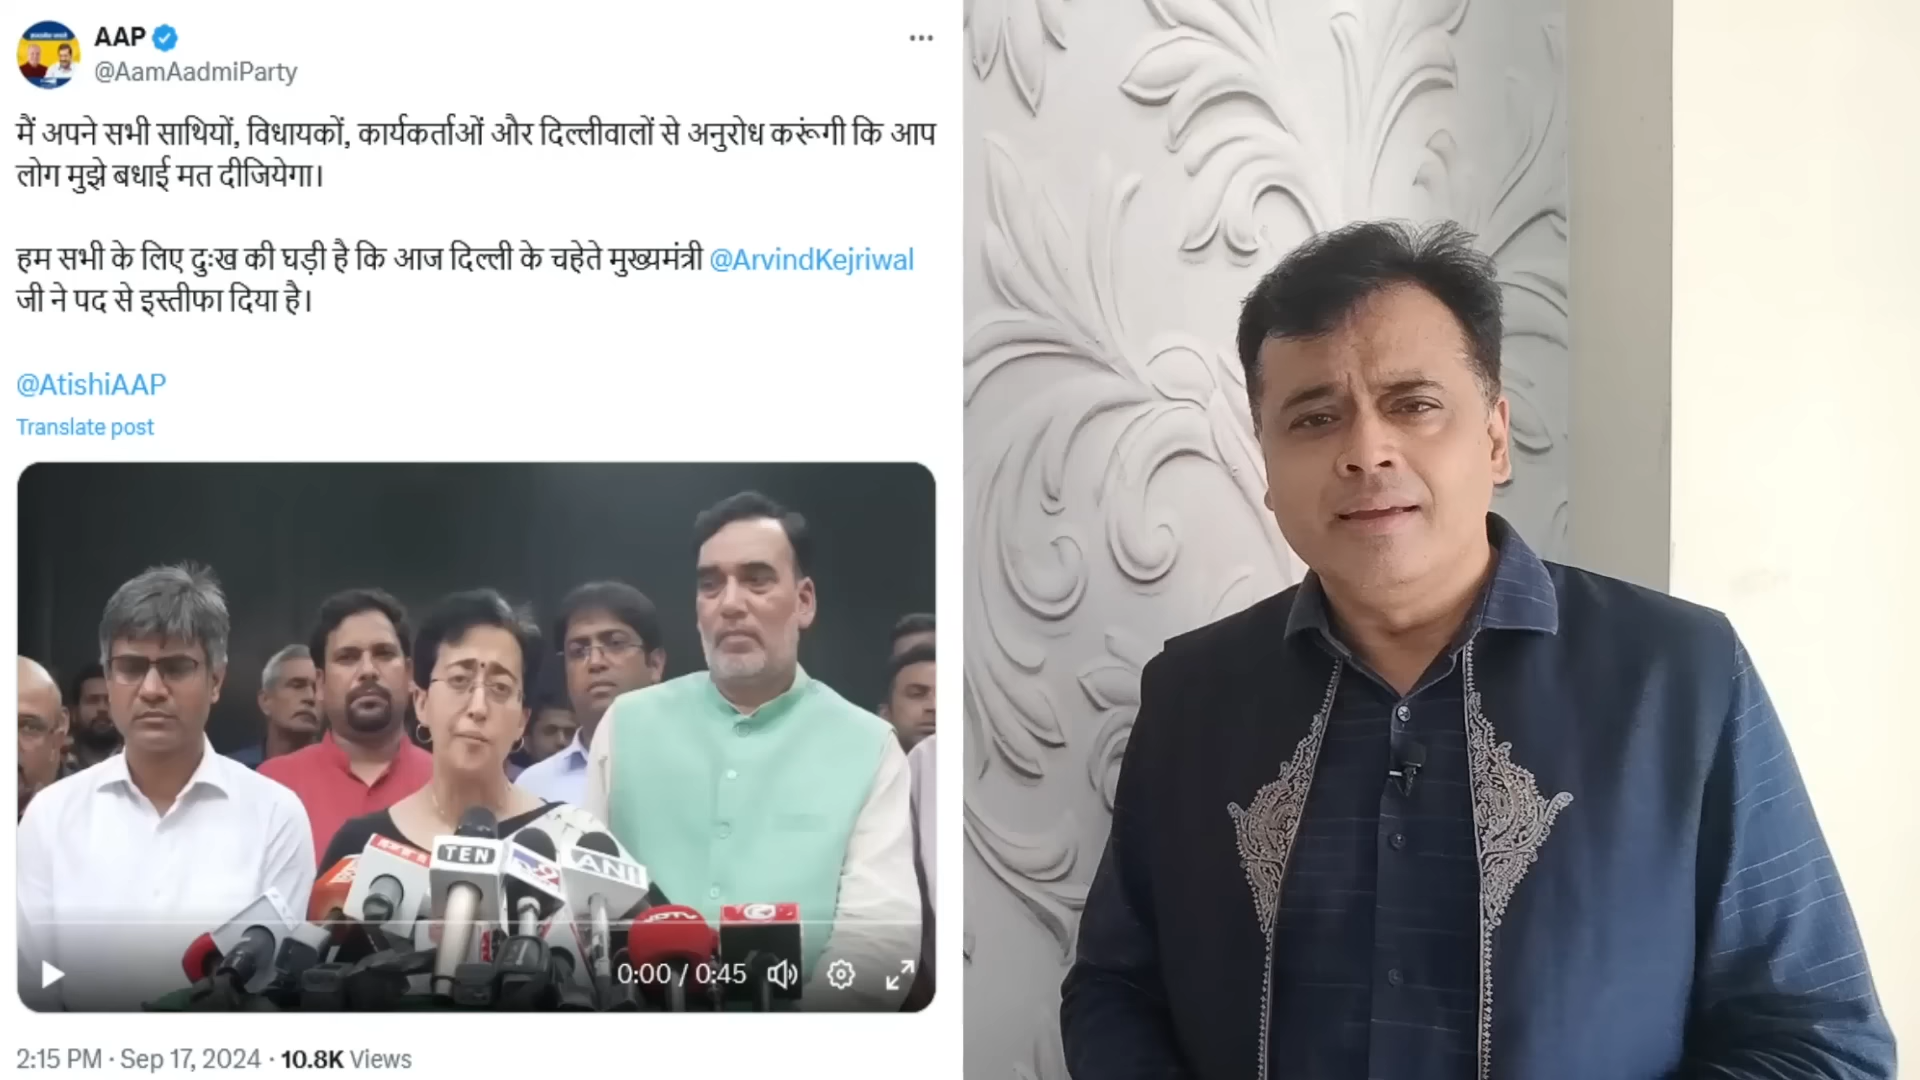 AAP
@AamAadmiParty
मैं अपने सभी साथियों, विधायकों, कार्यकर्ताओं और दिल्लीवालों से अनुरोध करूंगी कि आप
लोग मुझे बधाई मत दीजियेगा।
हम सभी के लिए दुःख की घड़ी है कि आज दिल्ली के चहेते मुख्यमंत्री @ArvindKejriwal
जी ने पद से इस्तीफा दिया है।
@AtishiAAP
Translate post
TEN
ANI
NDTV
0:00 / 0:45
2:15 PM · Sep 17, 2024 · 10.8K Views